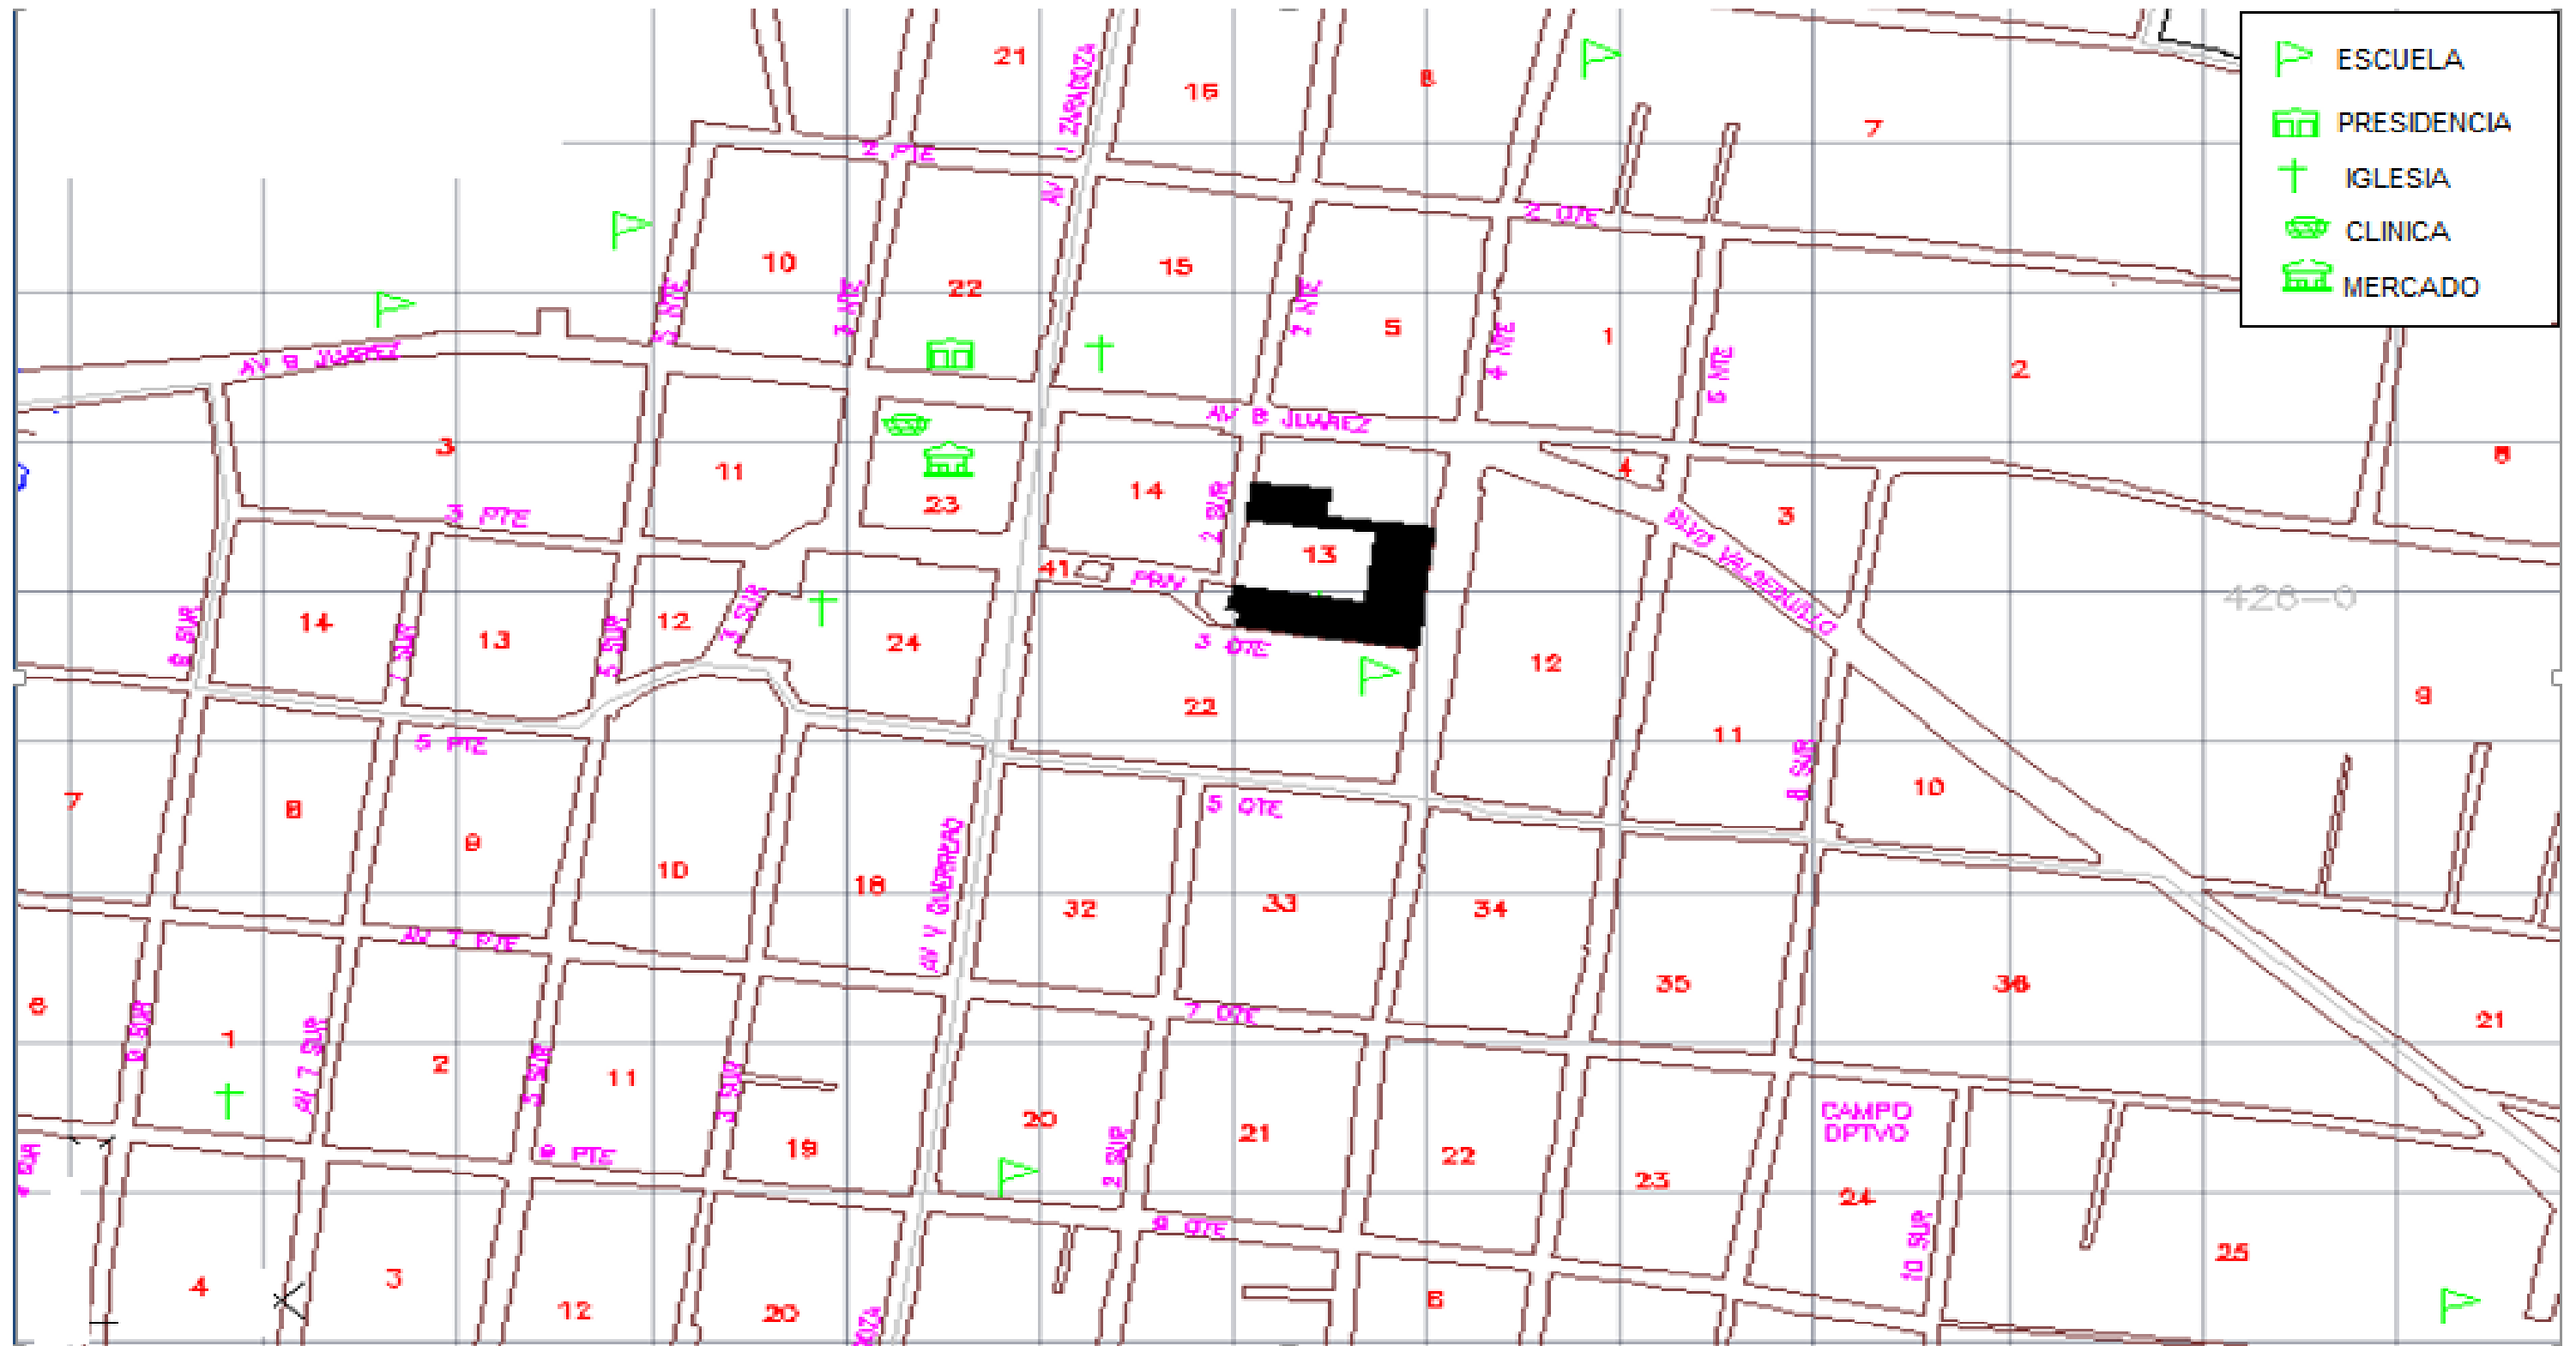 21
16
8
7
ESCUELA
PRESIDENCIA
IGLESIA
CLINICA
MERCADO
ZARAGOZA
AV
2 PTE
2 OTE
10
22
15
5
1
2
5 NTE
3 NTE
2 NTE
4 NTE
6 NTE
AV B JUAREZ
AV B JUAREZ
3
11
23
14
4
3
8
3 PTE
2 SUR
13
BLVD VALSEQUILLO
41
PRIV
426-0
14
13
12
24
3 OTE
22
12
11
10
9
8 SUR
7 SUR
5 SUR
3 SUR
8 SUR
5 PTE
5 OTE
7
8
9
10
18
AV V GUERRERO
32
33
34
35
36
21
AV 7 PTE
7 OTE
6
1
2
11
19
20
21
22
23
24
25
AV 7 SUR
5 SUR
3 SUR
2 SUR
10 SUR
CAMPO
DPTVO
PTE
9 OTE
4
3
12
20
6